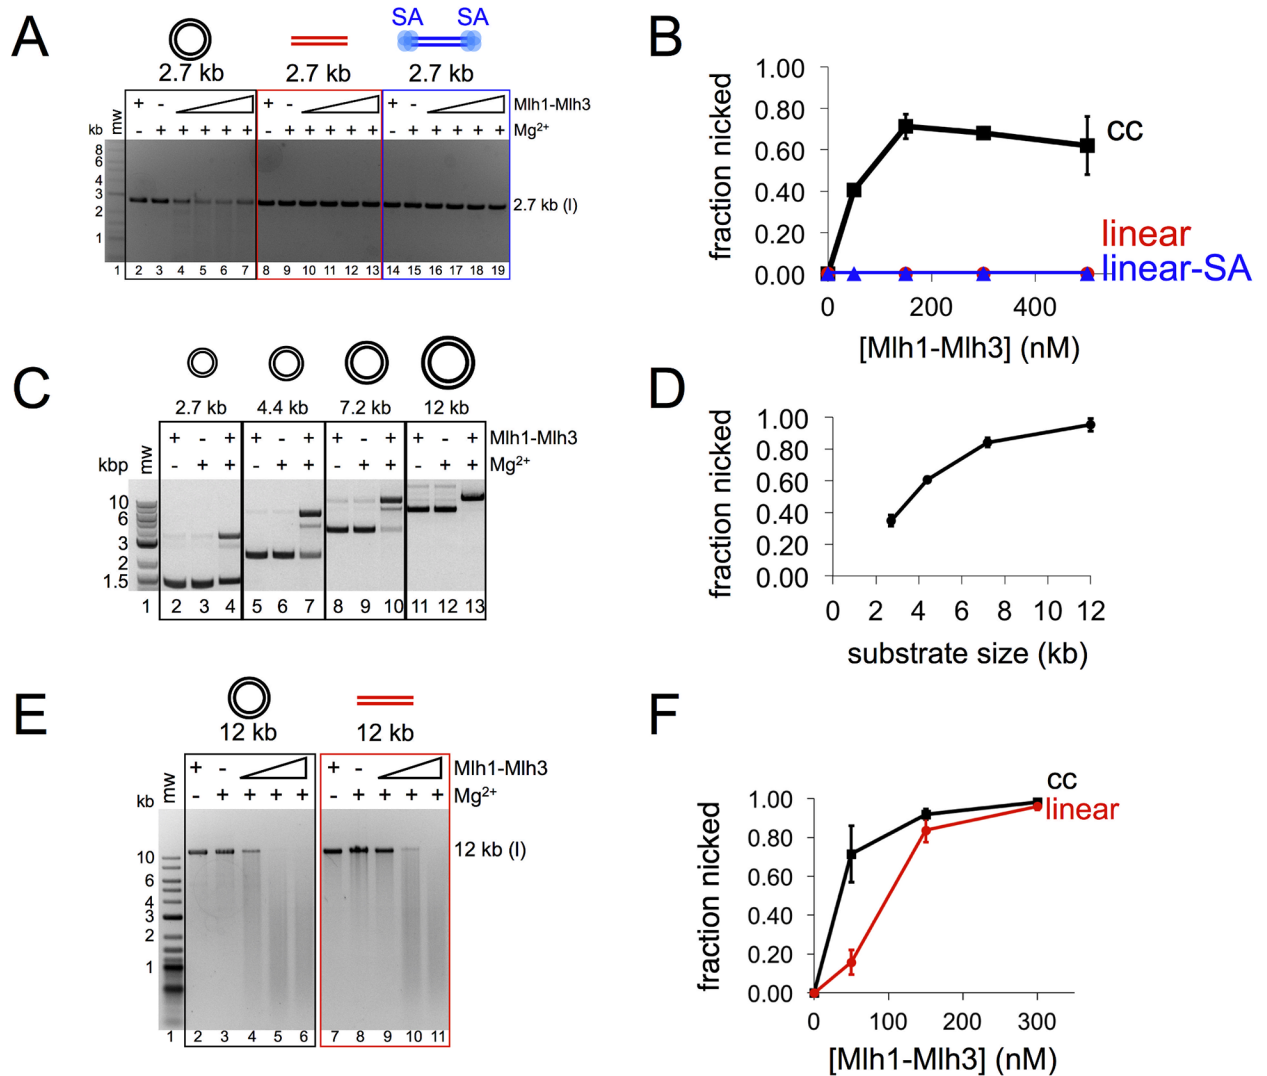 A
SA SA
2.7 kb 2.7 kb 2.7 kb
+ - + - + - Mlh1-Mlh3
kb mw - + + + + + - + + + + + - + + + + + Mg2+
8
6
4
3
2
1
2.7 kb (l)
1 2 3 4 5 6 7 8 9 10 11 12 13 14 15 16 17 18 19
B
fraction nicked
1.00
0.80
0.60
0.40
0.20
0.00
cc
linear
linear-SA
0 200 400
[Mlh1-Mlh3] (nM)
C
2.7 kb 4.4 kb 7.2 kb 12 kb
+ - + + - + + - + + - + Mlh1-Mlh3
kbp mw - + + - + + - + + - + + Mg2+
10
6
3
2
1.5
1 2 3 4 5 6 7 8 9 10 11 12 13
D
fraction nicked
1.00
0.80
0.60
0.40
0.20
0.00
0 2 4 6 8 10 12
substrate size (kb)
E
12 kb 12 kb
+ - + - Mlh1-Mlh3
kb mw - + + + + - + + + + Mg2+
10
6
4
3
2
1
12 kb (l)
1 2 3 4 5 6 7 8 9 10 11
F
fraction nicked
1.00
0.80
0.60
0.40
0.20
0.00
cc
linear
0 100 200 300
[Mlh1-Mlh3] (nM)